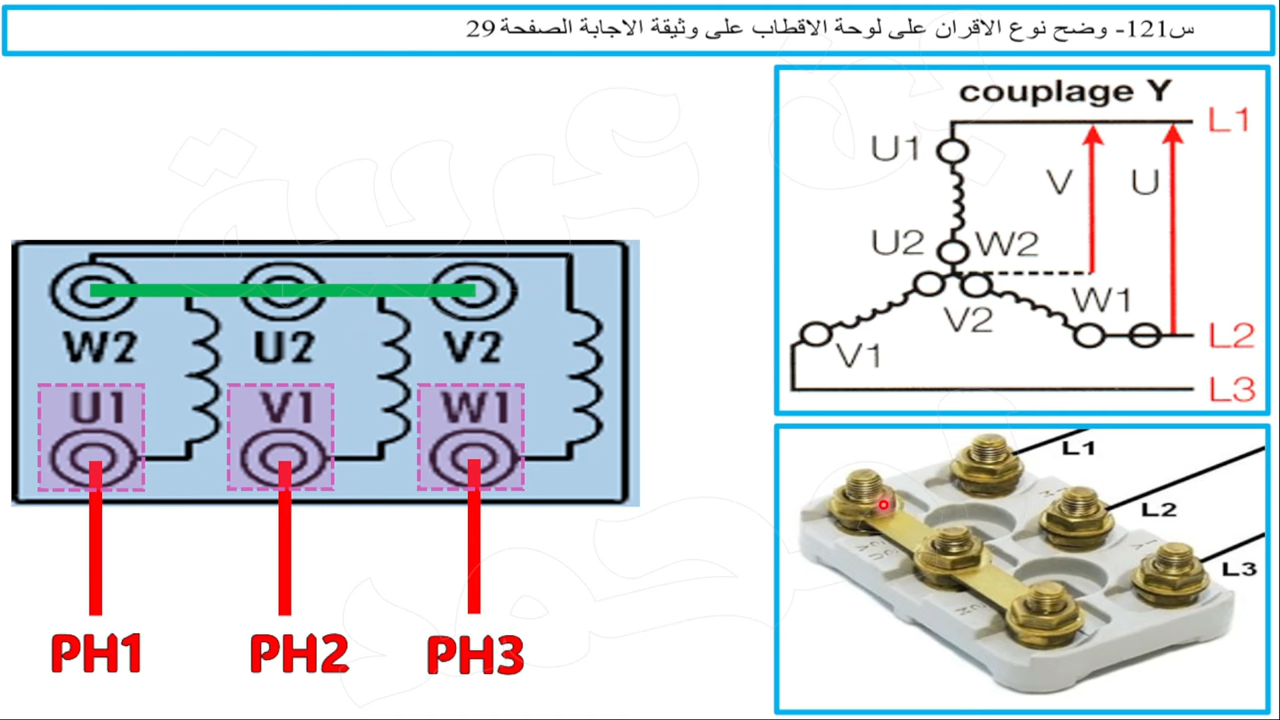 س121- وضح نوع الاقران على لوحة الاقطاب على وثيقة الاجابة الصفحة 29
couplage Y
L1
U1
V U
U2 W2
W1
V2
L2
V1
L3
W2 U2 V2
U1 V1 W1
PH1 PH2 PH3
L1
L2
L3